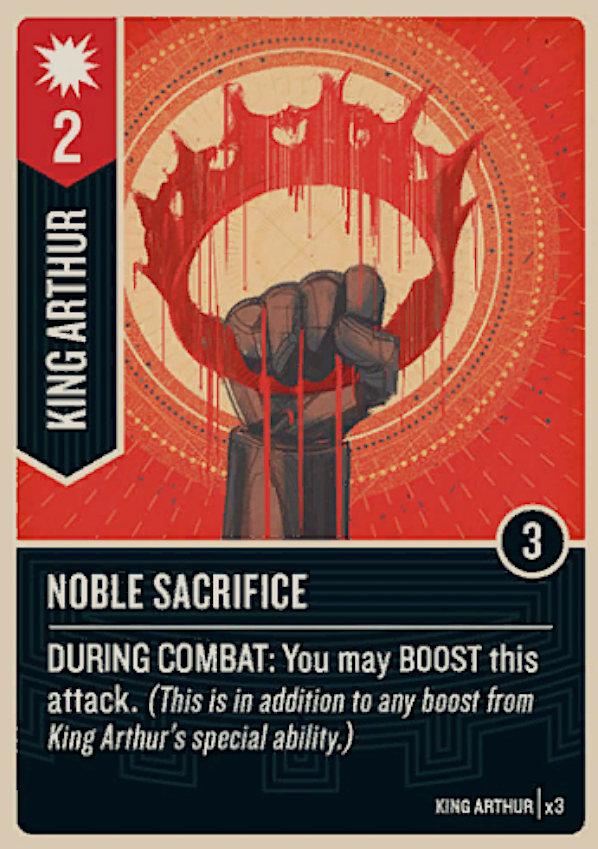 2
KING ARTHUR
3
NOBLE SACRIFICE
DURING COMBAT: You may BOOST this
attack. (This is in addition to any boost from
King Arthur's special ability.)
KING ARTHUR | x3